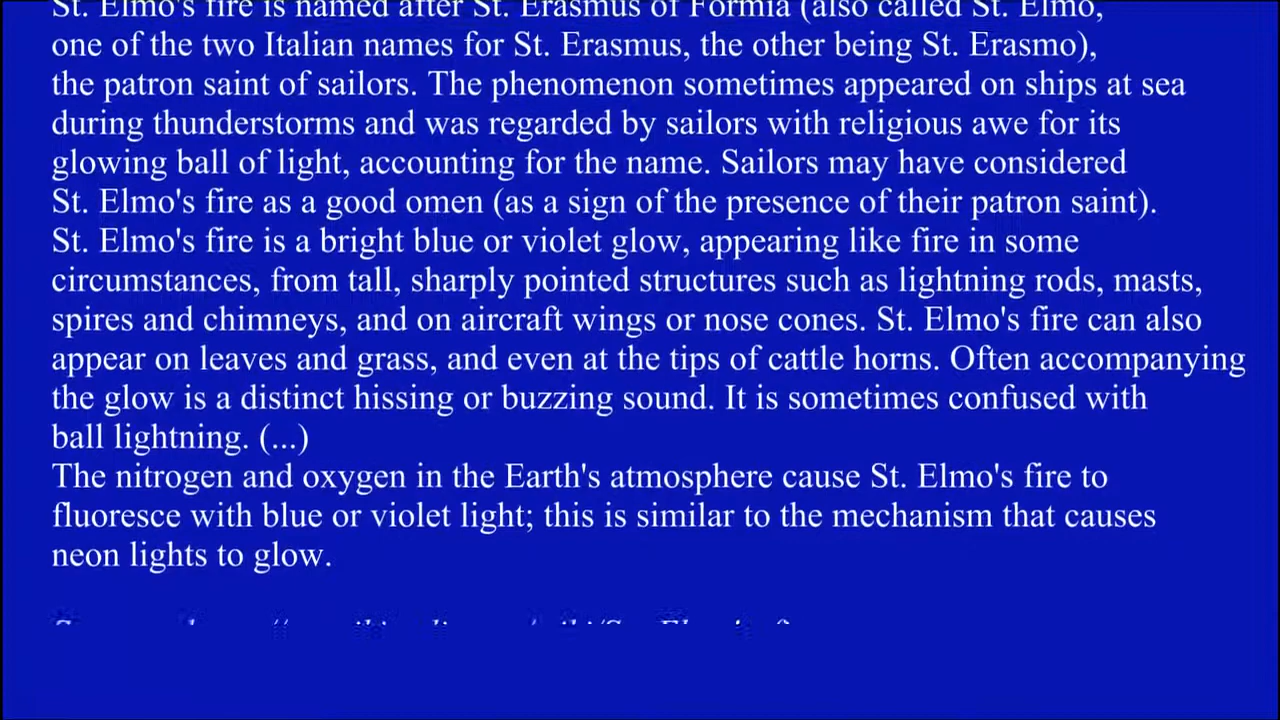 St. Elmo's fire is named after St. Erasmus of Formia (also called St. Elmo,
one of the two Italian names for St. Erasmus, the other being St. Erasmo),
the patron saint of sailors. The phenomenon sometimes appeared on ships at sea
during thunderstorms and was regarded by sailors with religious awe for its
glowing ball of light, accounting for the name. Sailors may have considered
St. Elmo's fire as a good omen (as a sign of the presence of their patron saint).
St. Elmo's fire is a bright blue or violet glow, appearing like fire in some
circumstances, from tall, sharply pointed structures such as lightning rods, masts,
spires and chimneys, and on aircraft wings or nose cones. St. Elmo's fire can also
appear on leaves and grass, and even at the tips of cattle horns. Often accompanying
the glow is a distinct hissing or buzzing sound. It is sometimes confused with
ball lightning. (...)
The nitrogen and oxygen in the Earth's atmosphere cause St. Elmo's fire to
fluoresce with blue or violet light; this is similar to the mechanism that causes
neon lights to glow.